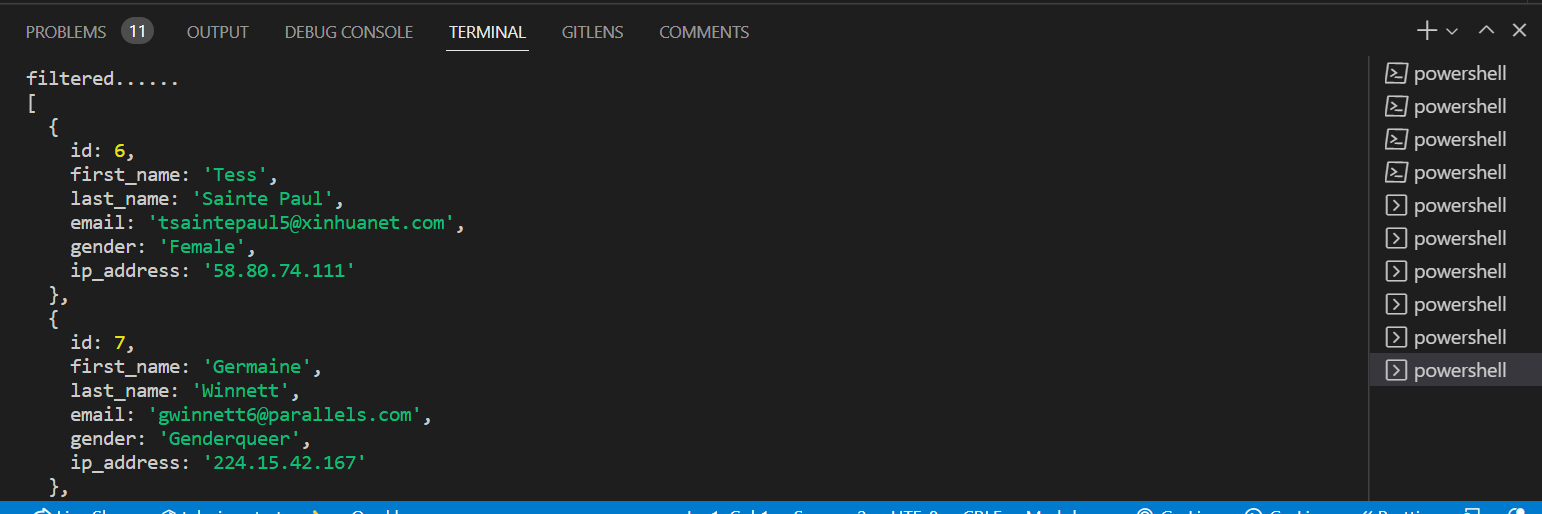 PROBLEMS 11 OUTPUT DEBUG CONSOLE TERMINAL GITLENS COMMENTS
filtered......
[
{
id: 6,
first_name: 'Tess',
last_name: 'Sainte Paul',
email: 'tsaintepaul5@xinhuanet.com',
gender: 'Female',
ip_address: '58.80.74.111'
},
{
id: 7,
first_name: 'Germaine',
last_name: 'Winnett',
email: 'gwinnett6@parallels.com',
gender: 'Genderqueer',
ip_address: '224.15.42.167'
},
powershell
powershell
powershell
powershell
powershell
powershell
powershell
powershell
powershell
powershell